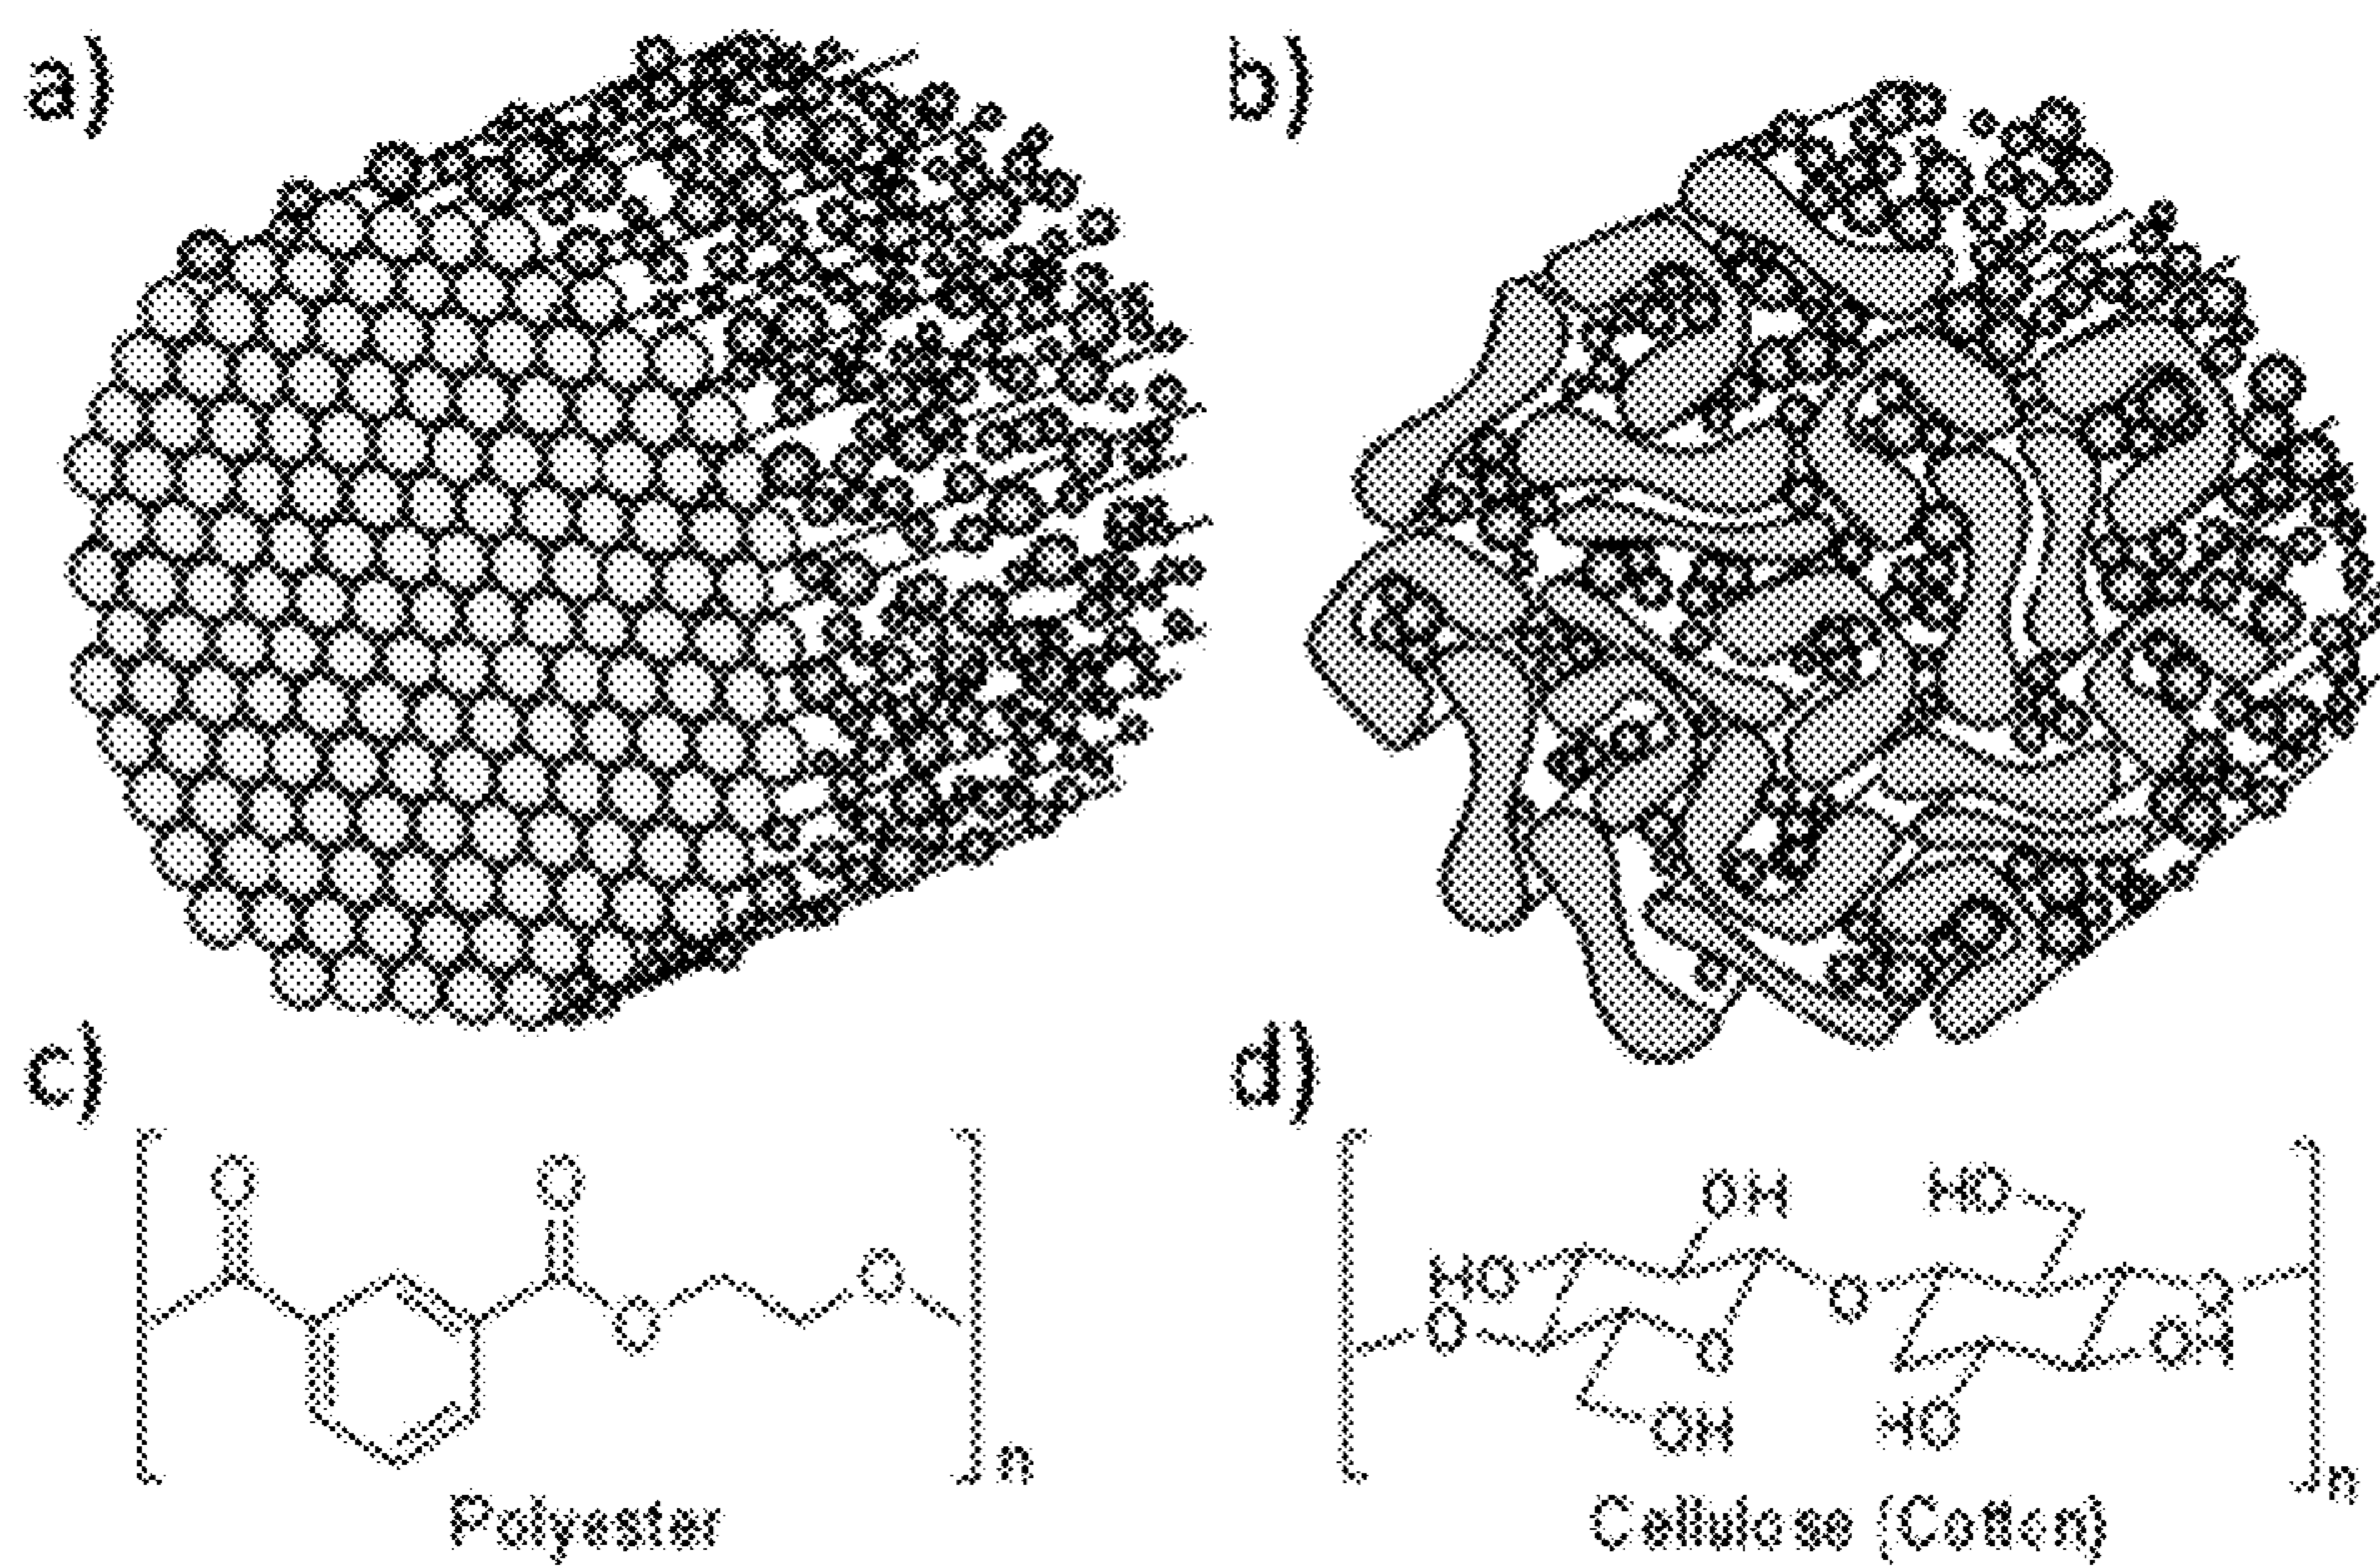 a)
b)
c)
d)
O
O
O
O
n
Polyester
OH
HO
HO
O
O
O
O
OH
OH
HO
n
Cellulose (Cotton)